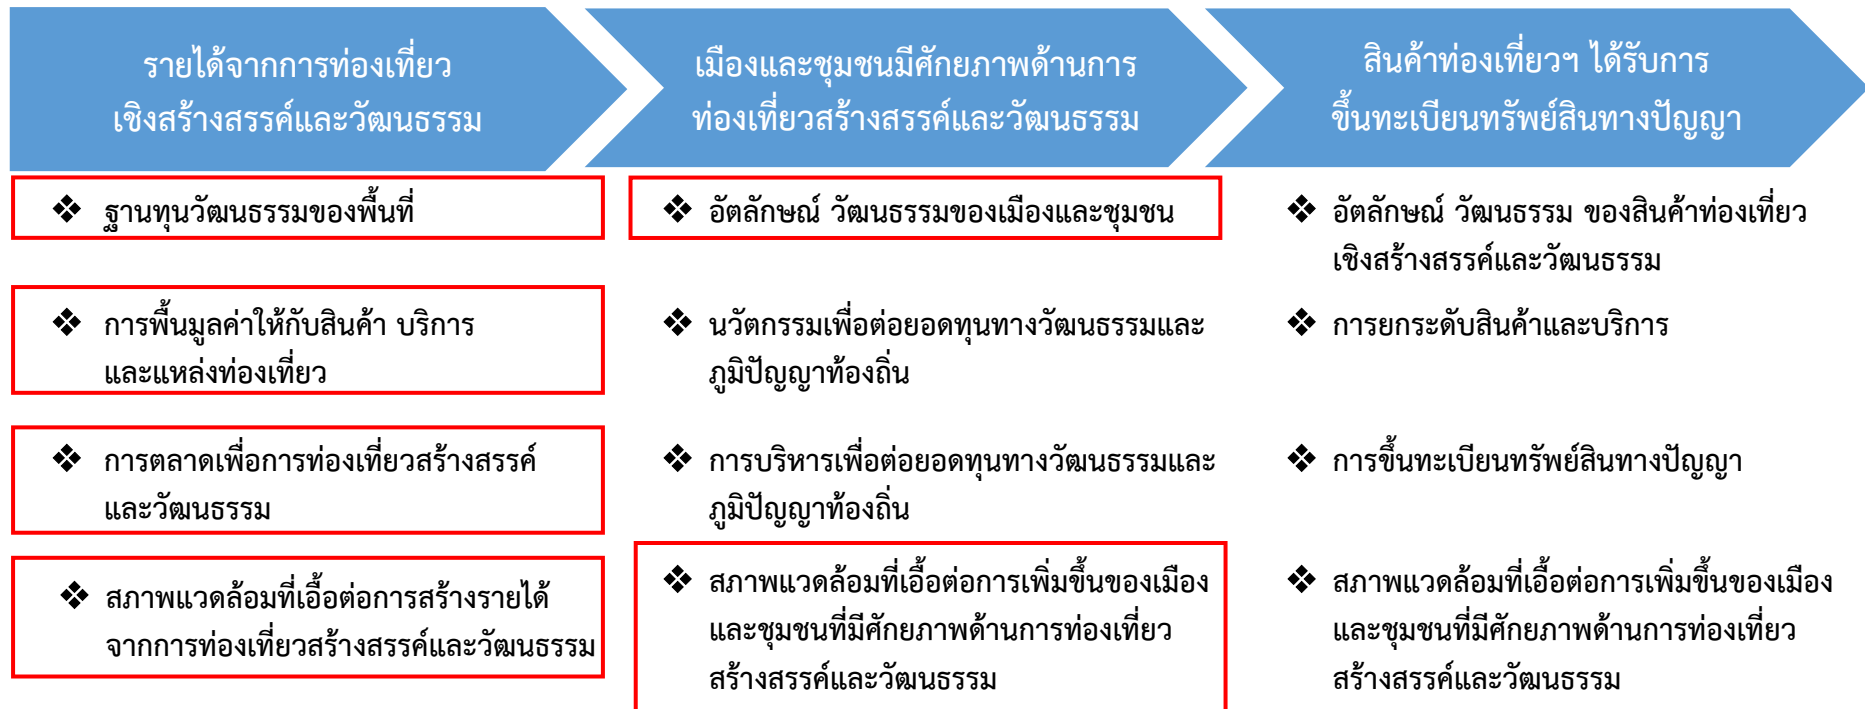 รายได้จากการท่องเที่ยว
เชิงสร้างสรรค์และวัฒนธรรม
เมืองและชุมชนมีศักยภาพด้านการ
ท่องเที่ยวสร้างสรรค์และวัฒนธรรม
สินค้าท่องเที่ยวฯ ได้รับการ
ขึ้นทะเบียนทรัพย์สินทางปัญญา
❖ ฐานทุนวัฒนธรรมของพื้นที่
❖ การพื้นมูลค่าให้กับสินค้า บริการ
และแหล่งท่องเที่ยว
❖ การตลาดเพื่อการท่องเที่ยวสร้างสรรค์
และวัฒนธรรม
❖ สภาพแวดล้อมที่เอื้อต่อการสร้างรายได้
จากการท่องเที่ยวสร้างสรรค์และวัฒนธรรม
❖ อัตลักษณ์ วัฒนธรรมของเมืองและชุมชน
❖ นวัตกรรมเพื่อต่อยอดทุนทางวัฒนธรรมและ
ภูมิปัญญาท้องถิ่น
❖ การบริหารเพื่อต่อยอดทุนทางวัฒนธรรมและ
ภูมิปัญญาท้องถิ่น
❖ สภาพแวดล้อมที่เอื้อต่อการเพิ่มขึ้นของเมือง
และชุมชนที่มีศักยภาพด้านการท่องเที่ยว
สร้างสรรค์และวัฒนธรรม
❖ อัตลักษณ์ วัฒนธรรม ของสินค้าท่องเที่ยว
เชิงสร้างสรรค์และวัฒนธรรม
❖ การยกระดับสินค้าและบริการ
❖ การขึ้นทะเบียนทรัพย์สินทางปัญญา
❖ สภาพแวดล้อมที่เอื้อต่อการเพิ่มขึ้นของเมือง
และชุมชนที่มีศักยภาพด้านการท่องเที่ยว
สร้างสรรค์และวัฒนธรรม